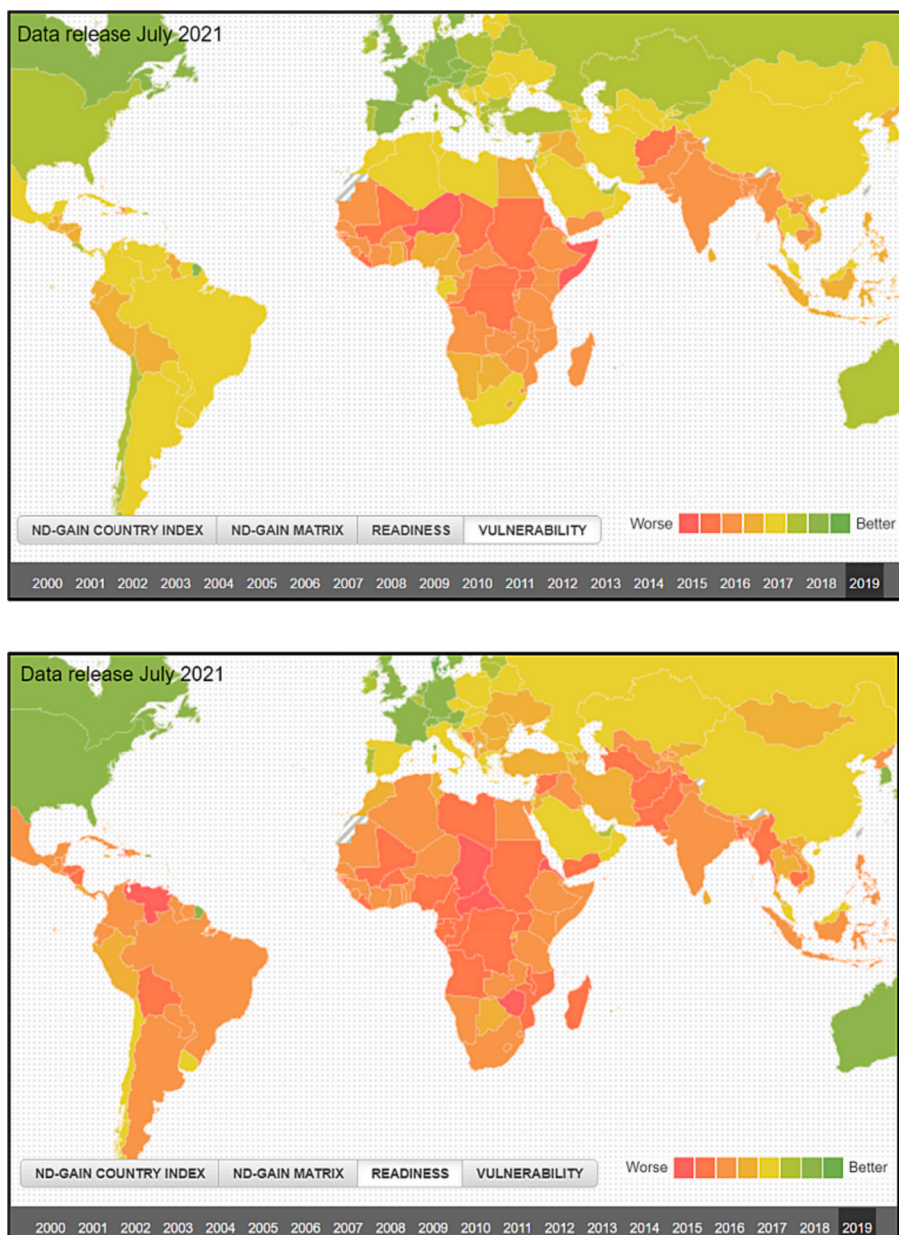 Data release July 2021
ND-GAIN COUNTRY INDEX ND-GAIN MATRIX READINESS VULNERABILITY Worse Better
2000 2001 2002 2003 2004 2005 2006 2007 2008 2009 2010 2011 2012 2013 2014 2015 2016 2017 2018 2019
Data release July 2021
ND-GAIN COUNTRY INDEX ND-GAIN MATRIX READINESS VULNERABILITY Worse Better
2000 2001 2002 2003 2004 2005 2006 2007 2008 2009 2010 2011 2012 2013 2014 2015 2016 2017 2018 2019